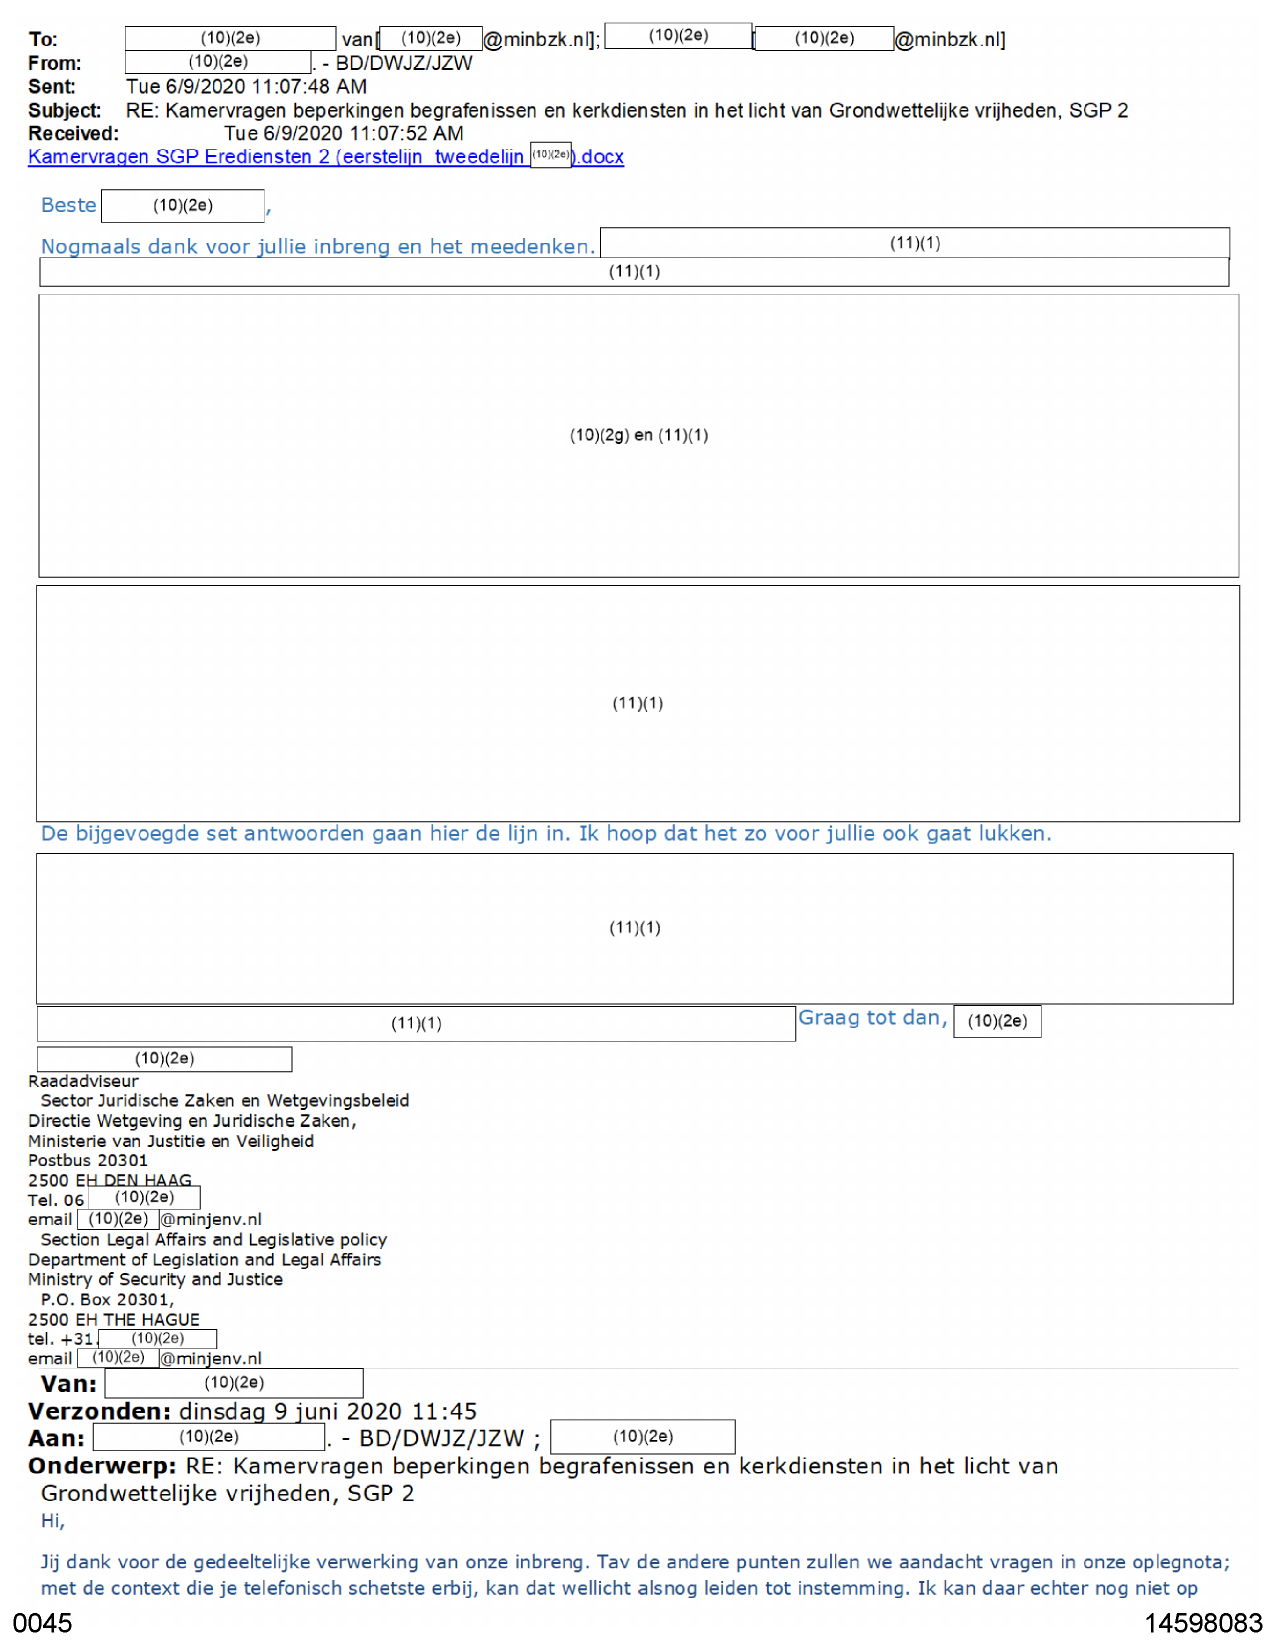 To: (10)(2e) van[ (10)(2e) @minbzk.nl]; (10)(2e) [ (10)(2e) @minbzk.nl]
From: (10)(2e) . - BD/DWJZ/JZW
Sent: Tue 6/9/2020 11:07:48 AM
Subject: RE: Kamervragen beperkingen begrafenissen en kerkdiensten in het licht van Grondwettelijke vrijheden, SGP 2
Received: Tue 6/9/2020 11:07:52 AM
Kamervragen SGP Erediensten 2 (eerstelijn_tweedelijn (10)(2e)).docx
Beste (10)(2e) ,
Nogmaals dank voor jullie inbreng en het meedenken. (11)(1)
(11)(1)
(10)(2g) en (11)(1)
(11)(1)
De bijgevoegde set antwoorden gaan hier de lijn in. Ik hoop dat het zo voor jullie ook gaat lukken.
(11)(1)
(11)(1) Graag tot dan, (10)(2e)
(10)(2e)
Raadadviseur
Sector Juridische Zaken en Wetgevingsbeleid
Directie Wetgeving en Juridische Zaken,
Ministerie van Justitie en Veiligheid
Postbus 20301
2500 EH DEN HAAG
Tel. 06 (10)(2e)
email (10)(2e) @minjenv.nl
Section Legal Affairs and Legislative policy
Department of Legislation and Legal Affairs
Ministry of Security and Justice
P.O. Box 20301,
2500 EH THE HAGUE
tel. +31. (10)(2e)
email (10)(2e) @minjenv.nl
Van: (10)(2e)
Verzonden: dinsdag 9 juni 2020 11:45
Aan: (10)(2e) . - BD/DWJZ/JZW ; (10)(2e)
Onderwerp: RE: Kamervragen beperkingen begrafenissen en kerkdiensten in het licht van
Grondwettelijke vrijheden, SGP 2
Hi,
Jij dank voor de gedeeltelijke verwerking van onze inbreng. Tav de andere punten zullen we aandacht vragen in onze oplegnota;
met de context die je telefonisch schetste erbij, kan dat wellicht alsnog leiden tot instemming. Ik kan daar echter nog niet op
0045 14598083